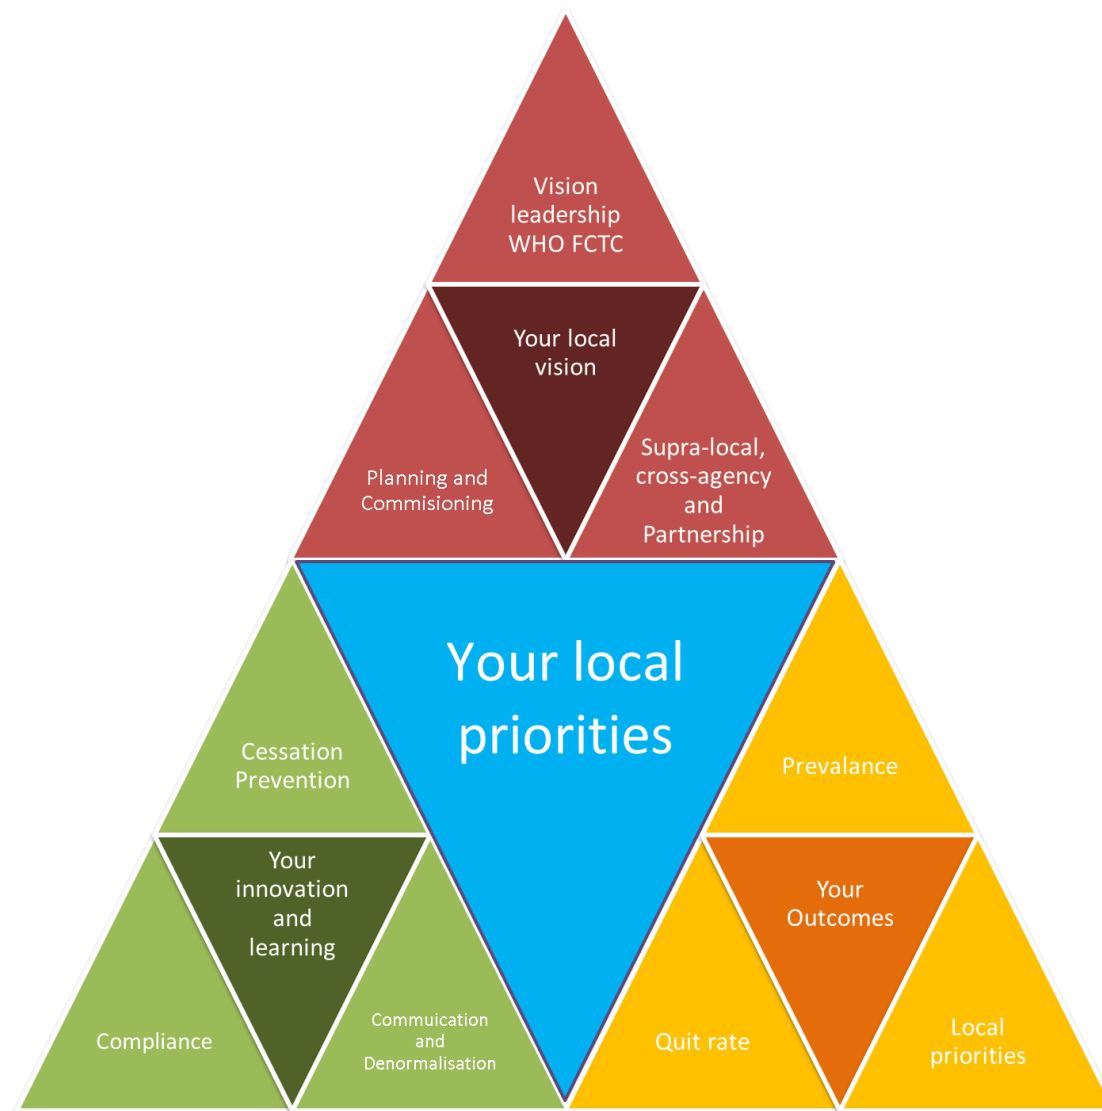 Vision
leadership
WHO FCTC
Your local
vision
Planning and
Commisioning
Supra-local,
cross-agency
and
Partnership
Your local
priorities
Cessation
Prevention
Prevalance
Your
innovation
and
learning
Your
Outcomes
Compliance
Commuication
and
Denormalisation
Quit rate
Local
priorities